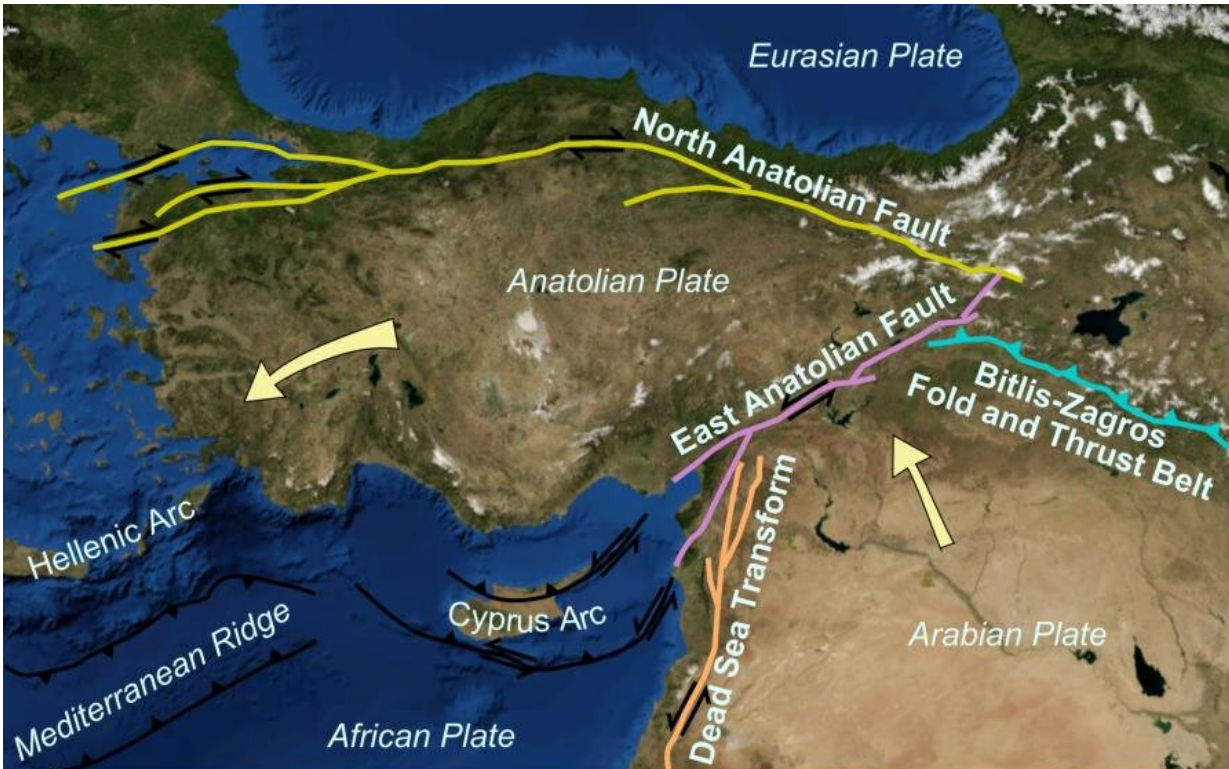 Eurasian Plate
North Anatolian Fault
Anatolian Plate
East Anatolian Fault
Bitlis-Zagros
Fold and Thrust Belt
Hellenic Arc
Cyprus Arc
Dead Sea Transform
Arabian Plate
Mediterranean Ridge
African Plate